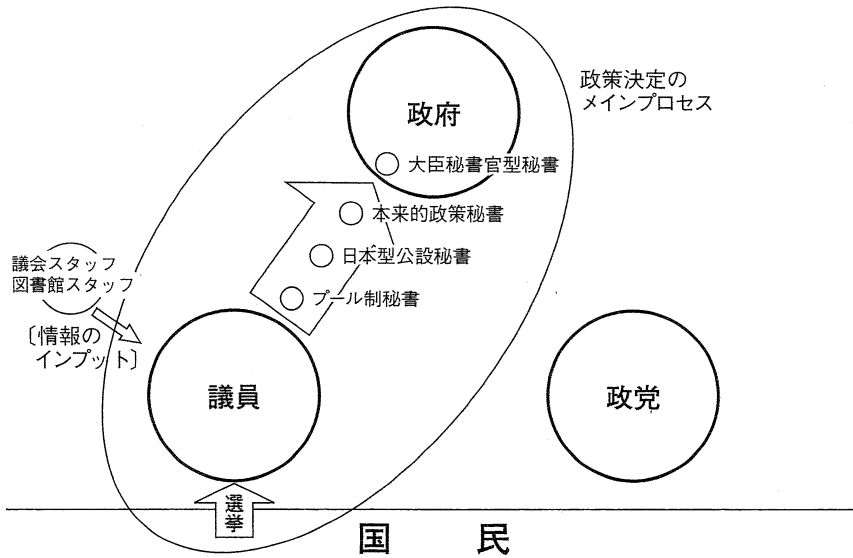 政策決定の
メインプロセス
政府
大臣秘書官型秘書
本来的政策秘書
日本型公設秘書
プール制秘書
議会スタッフ
図書館スタッフ
〔情報の
インプット〕
議員
政党
選挙
国民